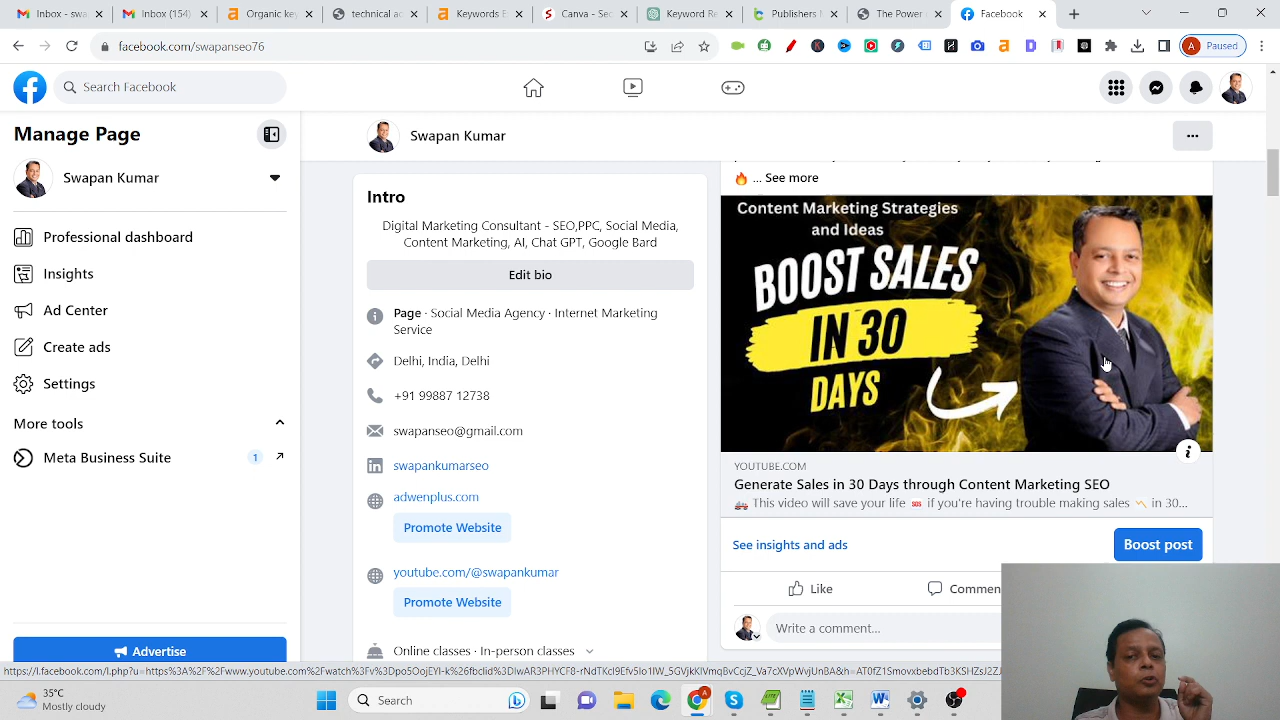 Inbox - swa
Inbox (154)
Organic key
technical ac
Keywords E
Canva - Seo
Keyword Re
Publishers
The Power
Facebook
facebook.com/swapanseo76
Paused
Search Facebook
Manage Page
Swapan Kumar
Swapan Kumar
Professional dashboard
Insights
Ad Center
Create ads
Settings
More tools
Meta Business Suite
1
Advertise
Intro
Digital Marketing Consultant - SEO,PPC, Social Media,
Content Marketing, AI, Chat GPT, Google Bard
Edit bio
Page · Social Media Agency · Internet Marketing
Service
Delhi, India, Delhi
+91 99887 12738
swapanseo@gmail.com
swapankumarseo
adwenplus.com
Promote Website
youtube.com/@swapankumar
Promote Website
Online classes · In-person classes
... See more
Content Marketing Strategies
and Ideas
BOOST SALES
IN 30
DAYS
YOUTUBE.COM
Generate Sales in 30 Days through Content Marketing SEO
This video will save your life 🆘 if you're having trouble making sales 📉 in 30...
See insights and ads
Boost post
Like
Commen
Write a comment...
35°C
Mostly cloudy
Search